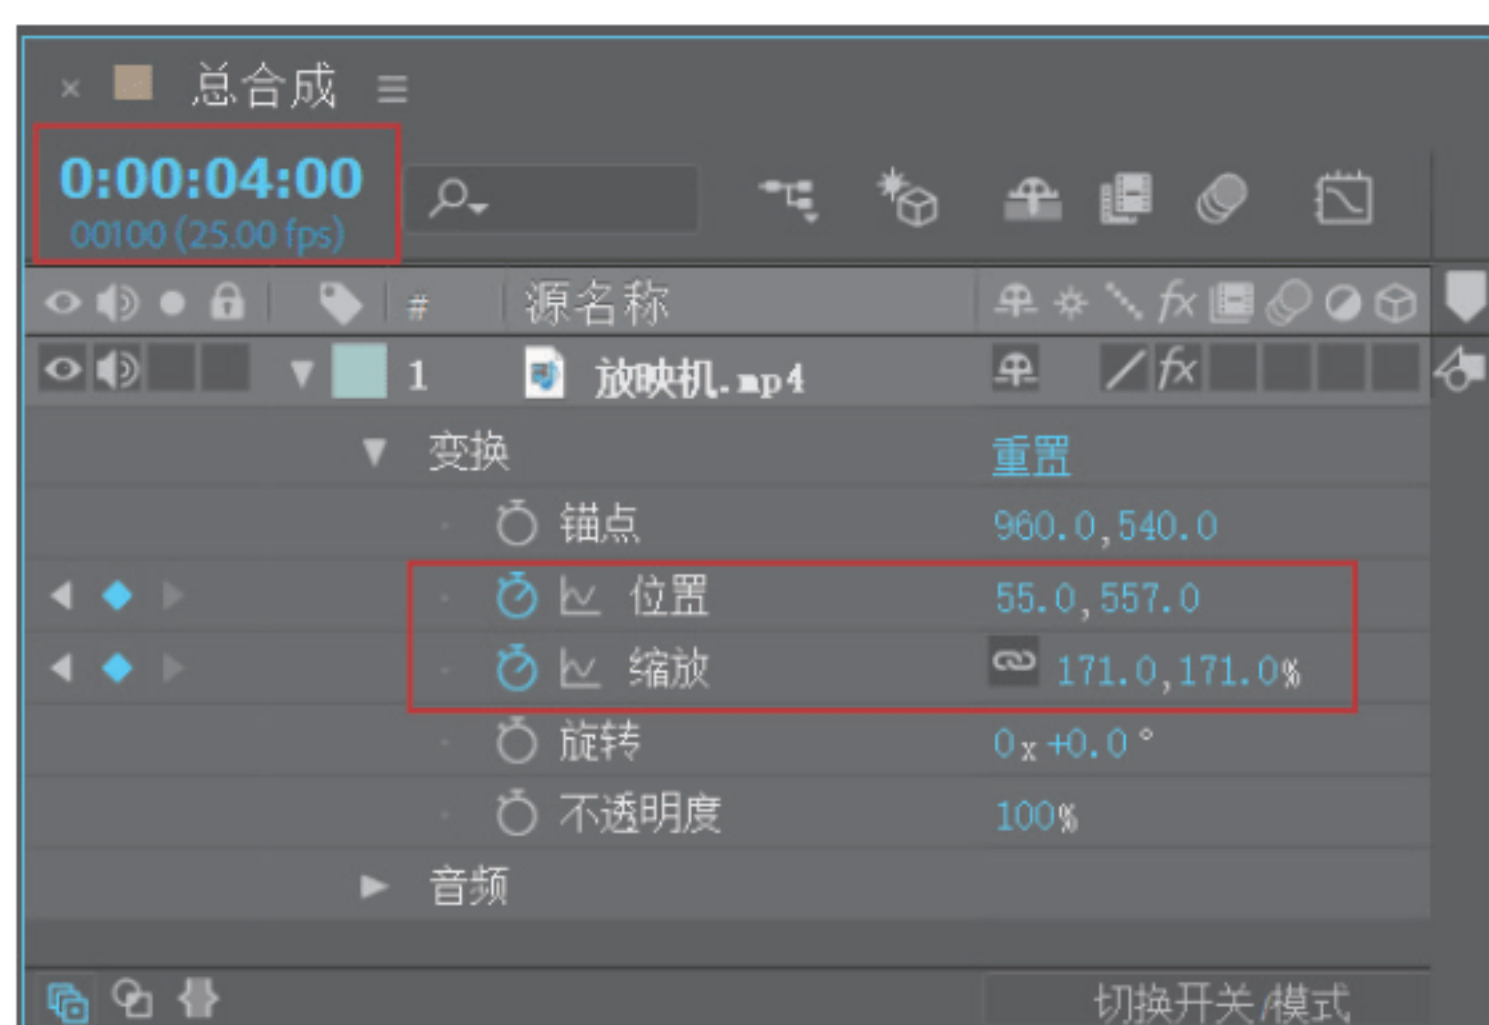 总合成
0:00:04:00
00100 (25.00 fps)
# 源名称 fx
1 放映机.mp4 fx
变换 重置
锚点 960.0,540.0
位置 55.0,557.0
缩放 171.0,171.0%
旋转 0x+0.0°
不透明度 100%
音频
切换开关/模式